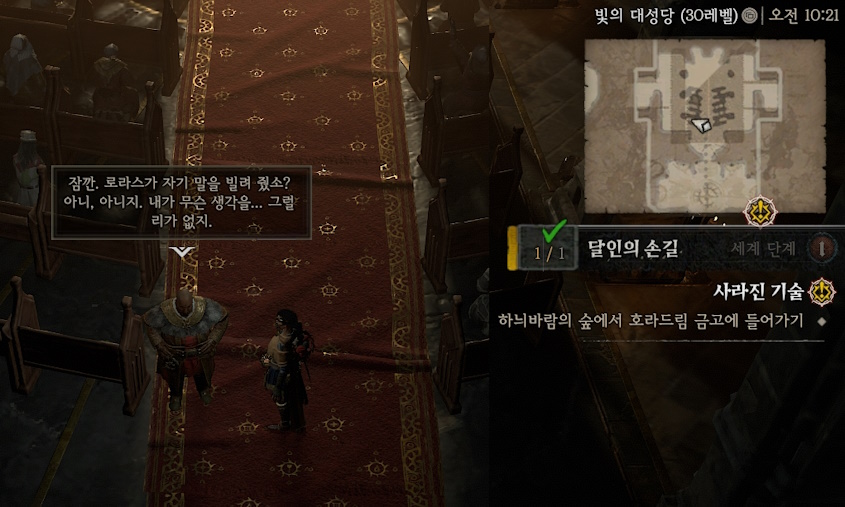 빛의 대성당 (30레벨) | 오전 10:21
잠깐. 로라스가 자기 말을 빌려 줬소?
아니, 아니지. 내가 무슨 생각을... 그럴
리가 없지.
1/1 달인의 손길 세계 단계 I
사라진 기술
하늬바람의 숲에서 호라드림 금고에 들어가기